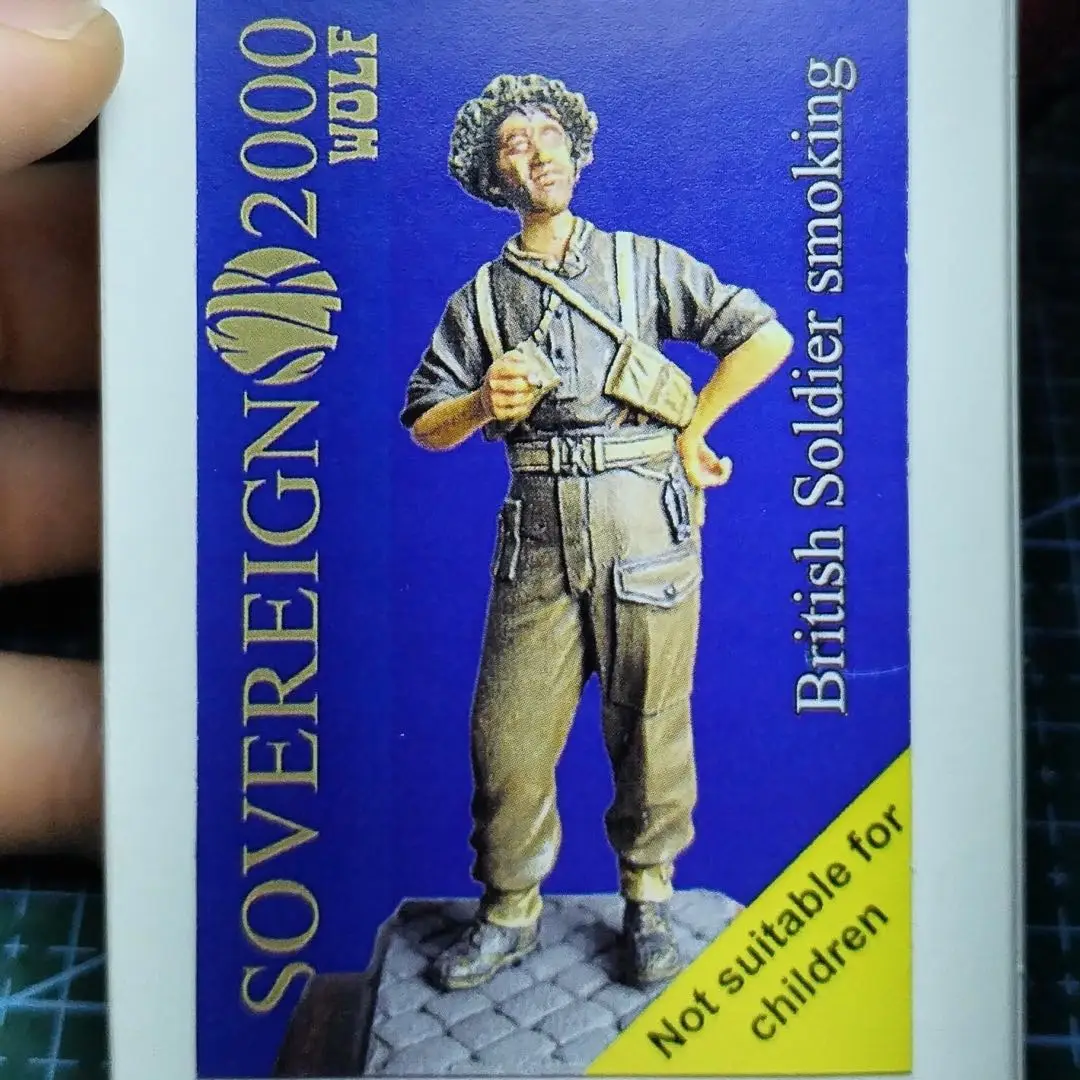 SOVEREIGN 2000
WOLF
British Soldier smoking
Not suitable for
children